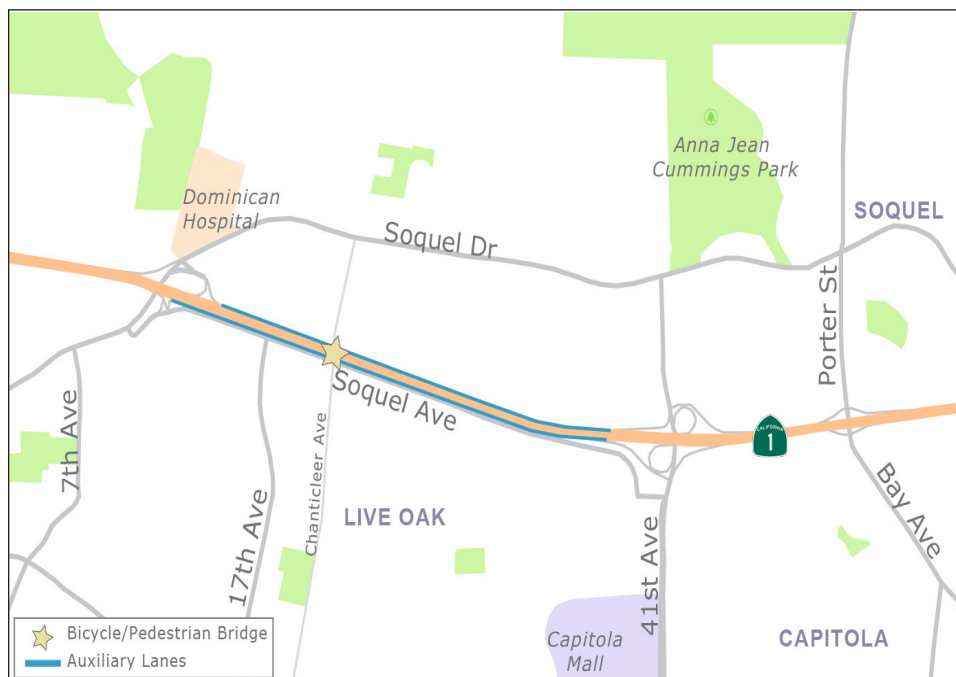 Anna Jean
Cummings Park
Dominican
Hospital
SOQUEL
Soquel Dr
Porter St
Soquel Ave
CALIFORNIA
1
7th Ave
Chanticleer Ave
17th Ave
LIVE OAK
Bay Ave
41st Ave
Capitola
Mall
CAPITOLA
Bicycle/Pedestrian Bridge
Auxiliary Lanes